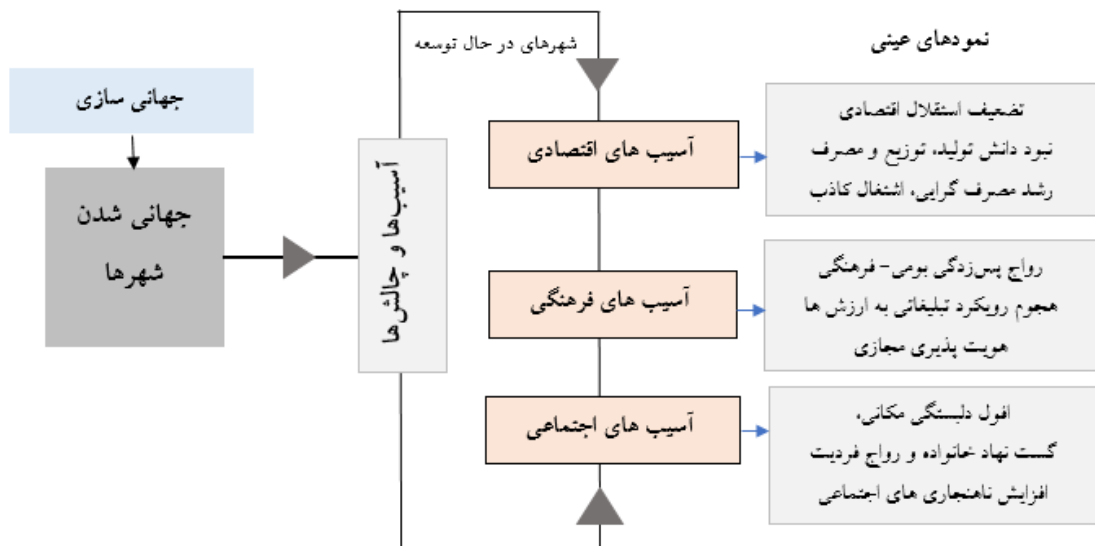 شهرهای در حال توسعه
نمودهای عینی
جهانی سازی
جهانی شدن
شهرها
آسیب‌ها و چالش‌ها
آسیب های اقتصادی
تضعیف استقلال اقتصادی
نبود دانش تولید، توزیع و مصرف
رشد مصرف گرایی، اشتغال کاذب
آسیب های فرهنگی
رواج پس‌زدگی بومی- فرهنگی
هجوم رویکرد تبلیغاتی به ارزش ها
هویت پذیری مجازی
آسیب های اجتماعی
افول دلبستگی مکانی،
گست نهاد خانواده و رواج فردیت
افزایش ناهنجاری های اجتماعی